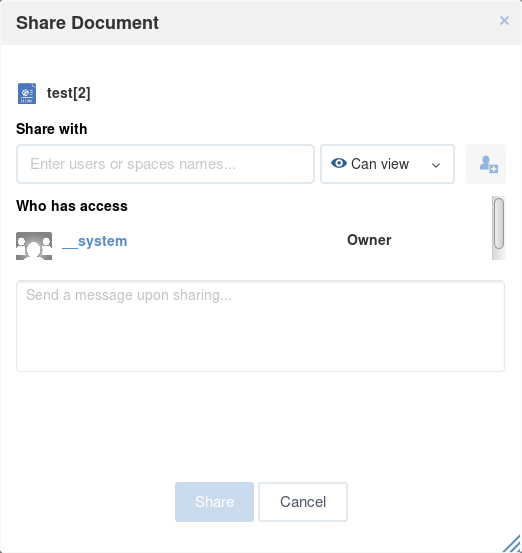 Share Document
×
test[2]
Share with
Enter users or spaces names...
Can view
Who has access
__system
Owner
Send a message upon sharing...
Share
Cancel